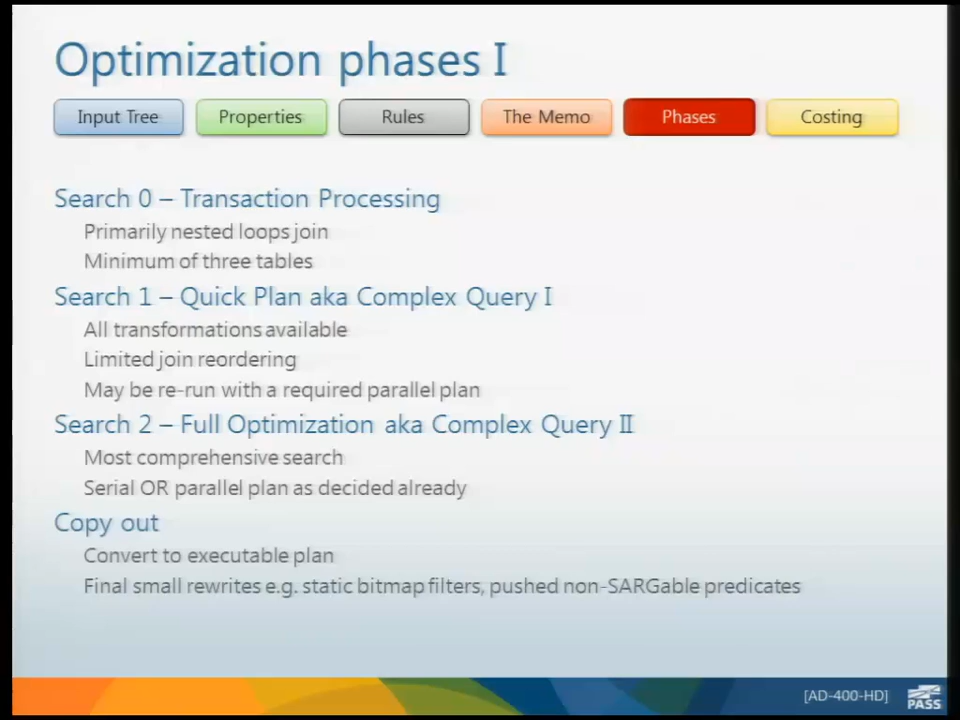 Optimization phases I
Input Tree Properties Rules The Memo Phases Costing
Search 0 – Transaction Processing
Primarily nested loops join
Minimum of three tables
Search 1 – Quick Plan aka Complex Query I
All transformations available
Limited join reordering
May be re-run with a required parallel plan
Search 2 – Full Optimization aka Complex Query II
Most comprehensive search
Serial OR parallel plan as decided already
Copy out
Convert to executable plan
Final small rewrites e.g. static bitmap filters, pushed non-SARGable predicates
[AD-400-HD]
PASS